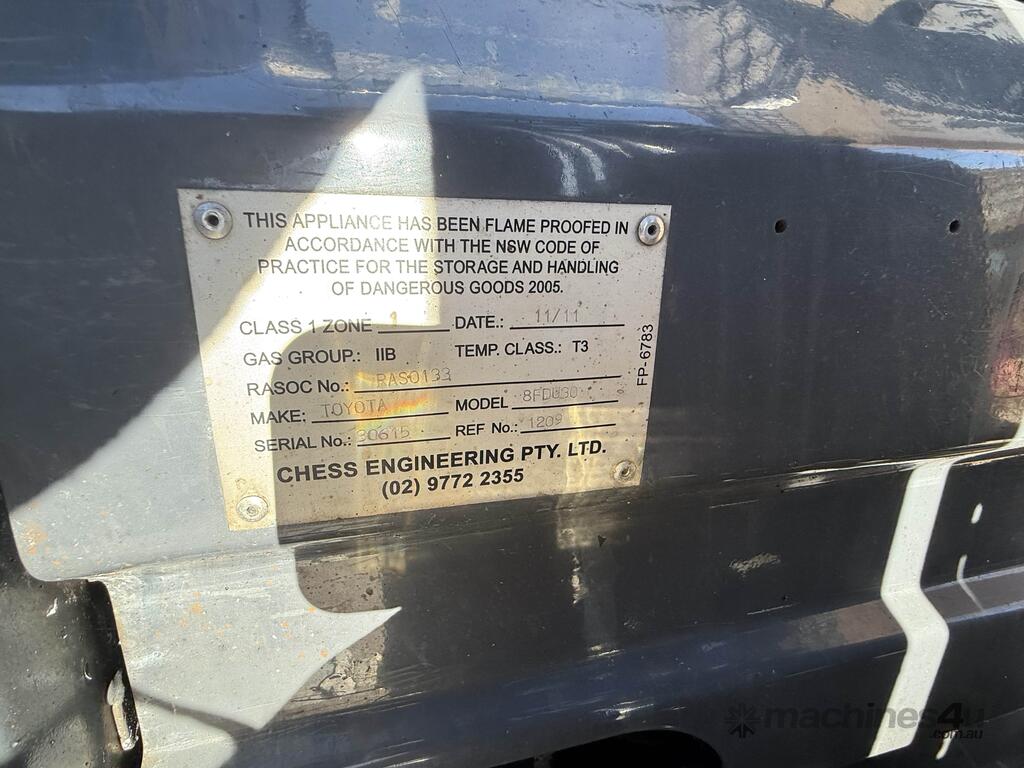 THIS APPLIANCE HAS BEEN FLAME PROOFED IN
ACCORDANCE WITH THE NSW CODE OF
PRACTICE FOR THE STORAGE AND HANDLING
OF DANGEROUS GOODS 2005.
CLASS 1 ZONE 1 DATE.: 11/11
GAS GROUP.: IIB TEMP. CLASS.: T3
RASOC No.: RAS0133
MAKE: TOYOTA MODEL 8FDU30
SERIAL No.: 30615 REF No.: 1209
CHESS ENGINEERING PTY. LTD.
(02) 9772 2355
FP-6783
machines4u
.com.au